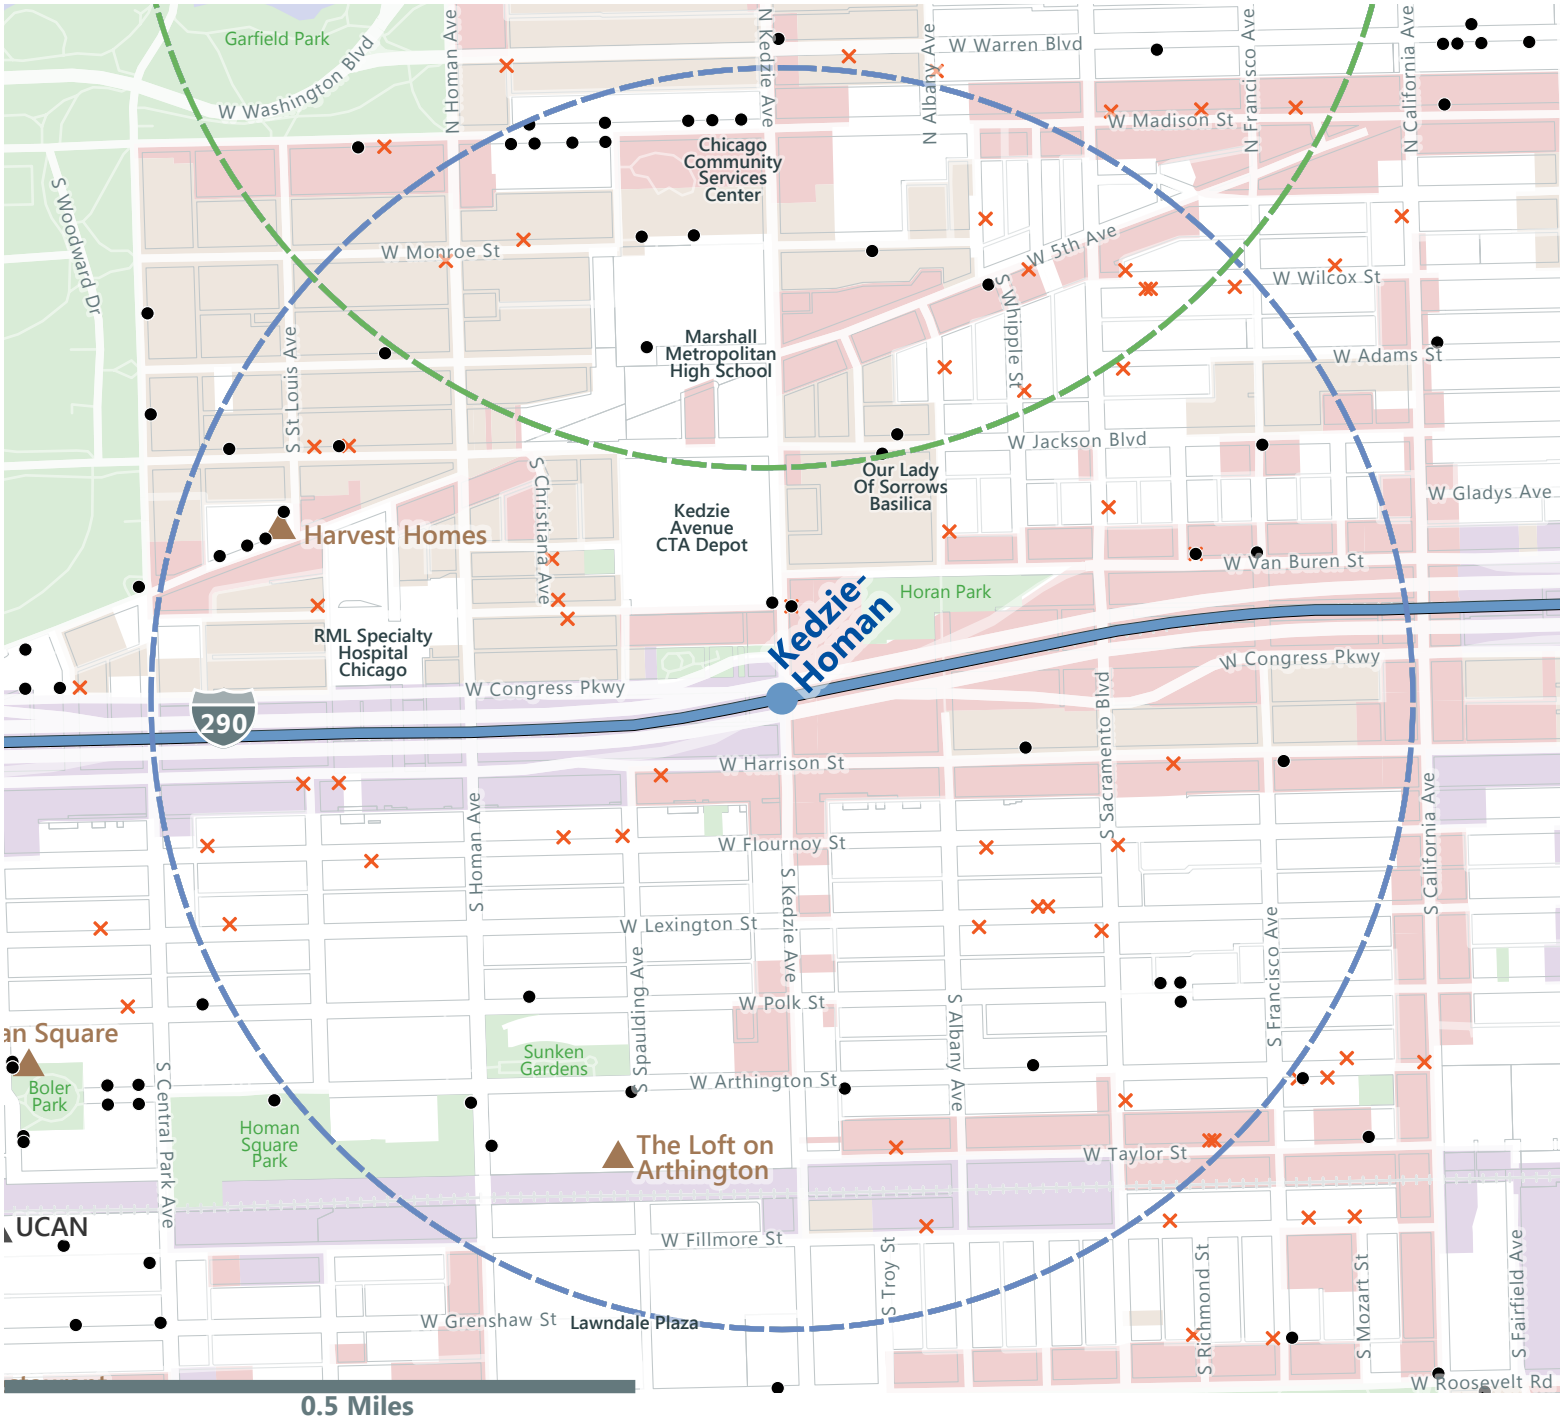 Garfield Park
W Washington Blvd
N Homan Ave
N Kedzie Ave
N Albany Ave
W Warren Blvd
N Francisco Ave
N California Ave
W Madison St
Chicago
Community
Services
Center
S Woodward Dr
W Monroe St
W 5th Ave
W Wilcox St
S Whipple St
S St Louis Ave
Marshall
Metropolitan
High School
W Adams St
W Jackson Blvd
S Christiana Ave
Our Lady
Of Sorrows
Basilica
W Gladys Ave
Kedzie
Avenue
CTA Depot
Harvest Homes
W Van Buren St
Kedzie-
Homan
Horan Park
RML Specialty
Hospital
Chicago
W Congress Pkwy
W Congress Pkwy
290
S Sacramento Blvd
W Harrison St
S Homan Ave
S California Ave
W Flournoy St
S Kedzie Ave
W Lexington St
S Spaulding Ave
S Francisco Ave
W Polk St
S Albany Ave
an Square
Boler
Park
Sunken
Gardens
S Central Park Ave
W Arthington St
Homan
Square
Park
The Loft on
Arthington
W Taylor St
UCAN
W Fillmore St
S Troy St
S Richmond St
S Mozart St
S Fairfield Ave
W Grenshaw St
Lawndale Plaza
W Roosevelt Rd
0.5 Miles